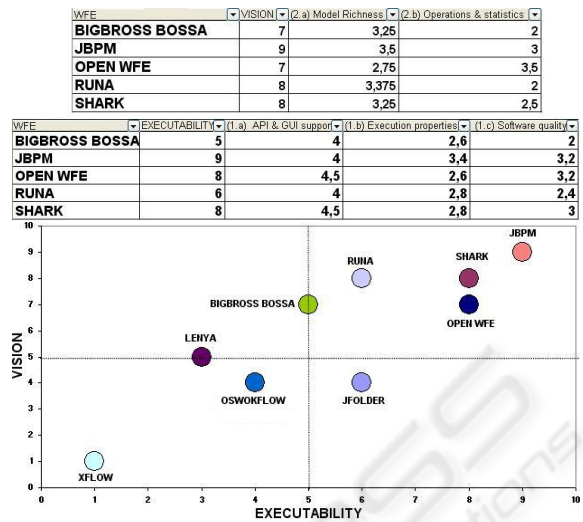 WFE VISION (2.a) Model Richness (2.b) Operations & statistics
BIGBROSS BOSSA 7 3,25 2
JBPM 9 3,5 3
OPEN WFE 7 2,75 3,5
RUNA 8 3,375 2
SHARK 8 3,25 2,5
WFE EXECUTABILITY (1.a) API & GUI suppor (1.b) Execution properties (1.c) Software quality
BIGBROSS BOSSA 5 4 2,6 2
JBPM 9 4 3,4 3,2
OPEN WFE 8 4,5 2,6 3,2
RUNA 6 4 2,8 2,4
SHARK 8 4,5 2,8 3
10
9
8
7
6
5
4
3
2
1
0
VISION
JBPM
RUNA
SHARK
BIGBROSS BOSSA
OPEN WFE
LENYA
OSWOKFLOW
JFOLDER
XFLOW
0 1 2 3 4 5 6 7 8 9 10
EXECUTABILITY